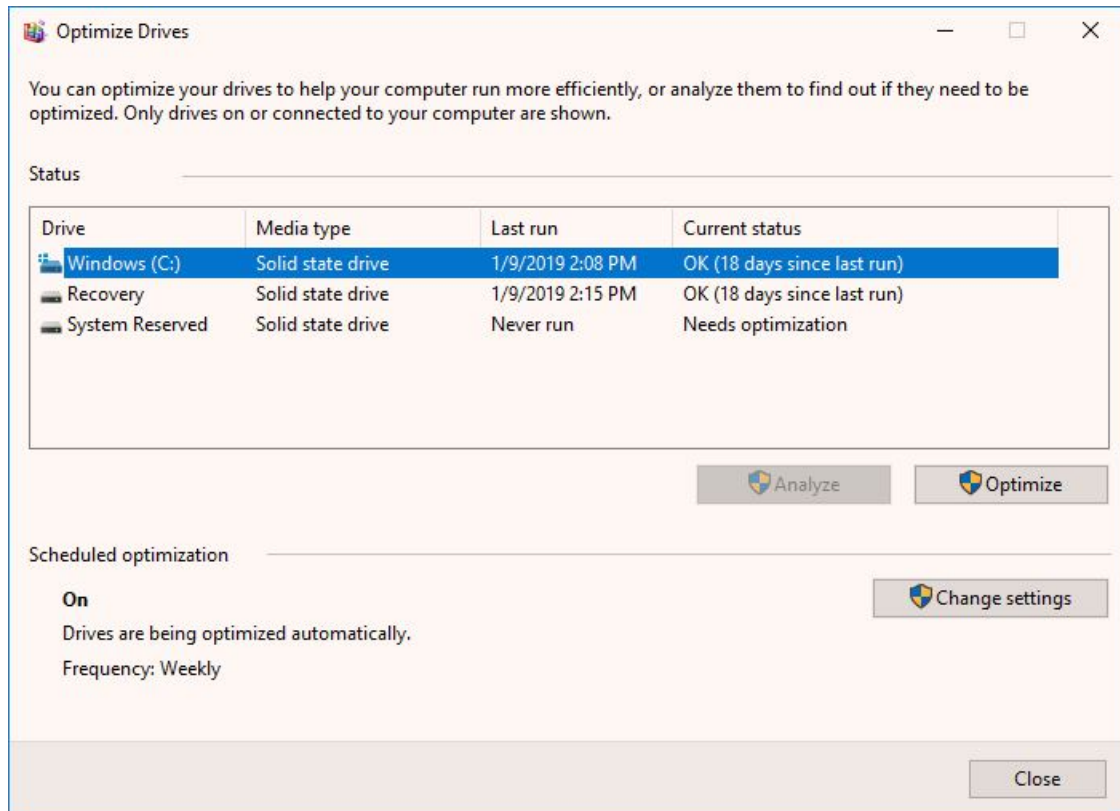 Optimize Drives
You can optimize your drives to help your computer run more efficiently, or analyze them to find out if they need to be
optimized. Only drives on or connected to your computer are shown.
Status
Drive Media type Last run Current status
Windows (C:) Solid state drive 1/9/2019 2:08 PM OK (18 days since last run)
Recovery Solid state drive 1/9/2019 2:15 PM OK (18 days since last run)
System Reserved Solid state drive Never run Needs optimization
Analyze Optimize
Scheduled optimization
On
Change settings
Drives are being optimized automatically.
Frequency: Weekly
Close